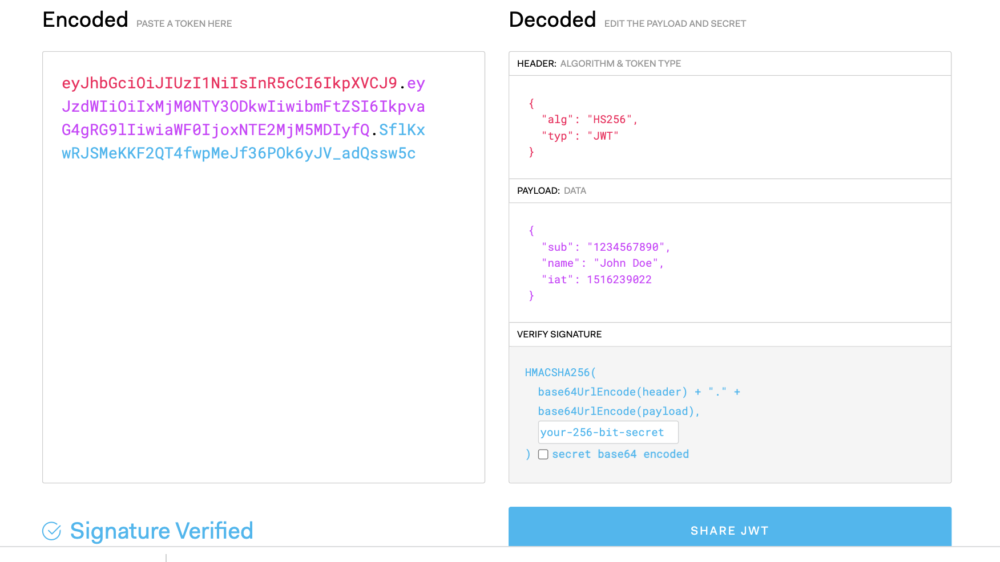 Encoded PASTE A TOKEN HERE
eyJhbGciOiJIUzI1NiIsInR5cCI6IkpXVCJ9.ey
JzdWIiOiIxMjM0NTY3ODkwIiwibmFtZSI6Ikpva
G4gRG9lIiwiaWF0IjoxNTE2MjM5MDIyfQ.SflKx
wRJSMeKKF2QT4fwpMeJf36POk6yJV_adQssw5c
Signature Verified
Decoded EDIT THE PAYLOAD AND SECRET
HEADER: ALGORITHM & TOKEN TYPE
{
"alg": "HS256",
"typ": "JWT"
}
PAYLOAD: DATA
{
"sub": "1234567890",
"name": "John Doe",
"iat": 1516239022
}
VERIFY SIGNATURE
HMACSHA256(
base64UrlEncode(header) + "." +
base64UrlEncode(payload),
your-256-bit-secret
) secret base64 encoded
SHARE JWT